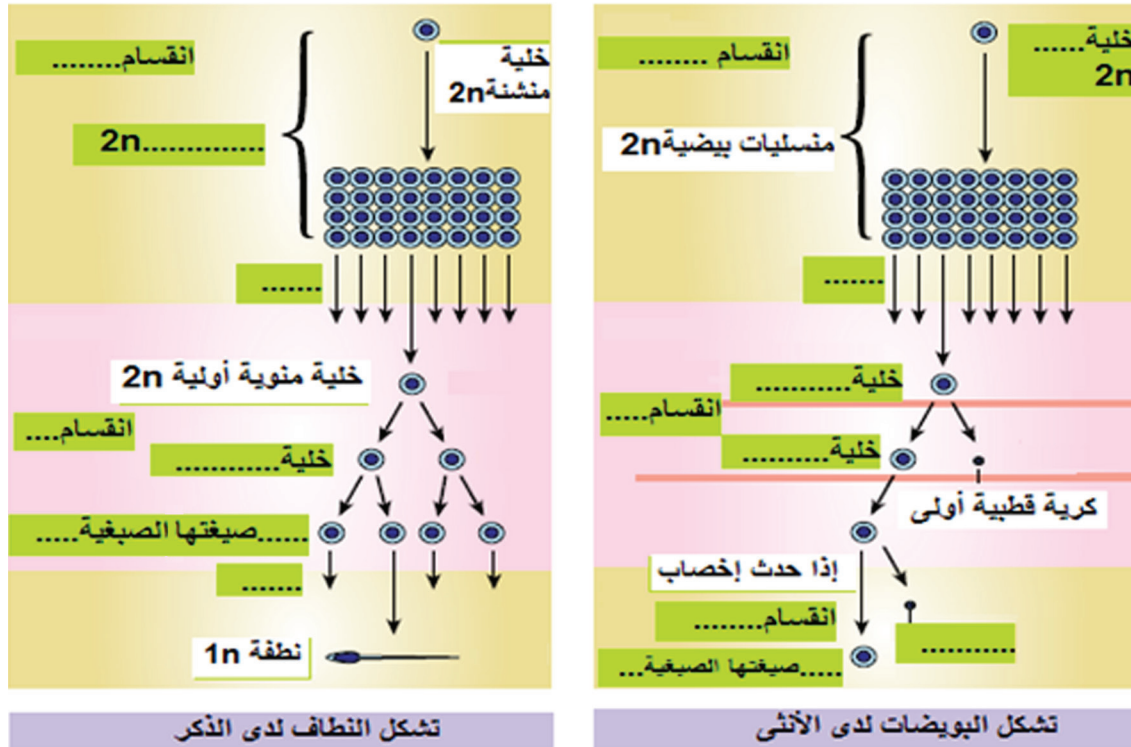 خلية......
2n
انقسام ........
منسليات بيضية2n
.......
خلية...........
انقسام.....
خلية..........
كرية قطبية أولى
إذا حدث إخصاب
انقسام........
...........
.....صيغتها الصبغية...
تشكل البويضات لدى الأنثى
خلية
منشئة2n
انقسام........
2n..............
.......
خلية منوية أولية 2n
انقسام....
خلية............
......صيغتها الصبغية.....
.......
نطفة 1n
تشكل النطاف لدى الذكر